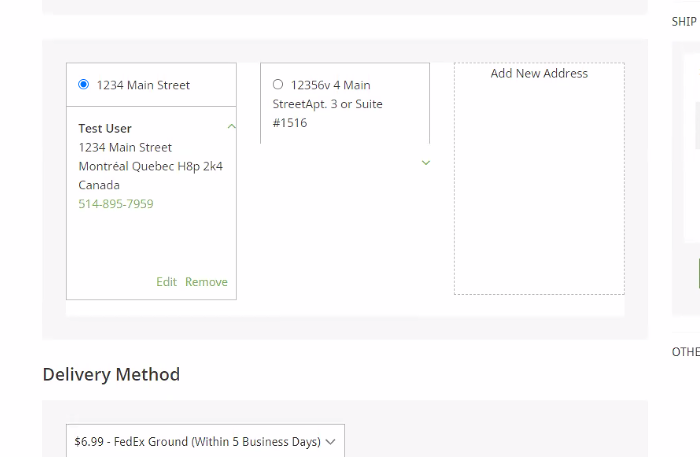 SHIP
1234 Main Street
Test User
1234 Main Street
Montréal Quebec H8p 2k4
Canada
514-895-7959
Edit Remove
12356v 4 Main
StreetApt. 3 or Suite
#1516
Add New Address
OTHE
Delivery Method
$6.99 - FedEx Ground (Within 5 Business Days)